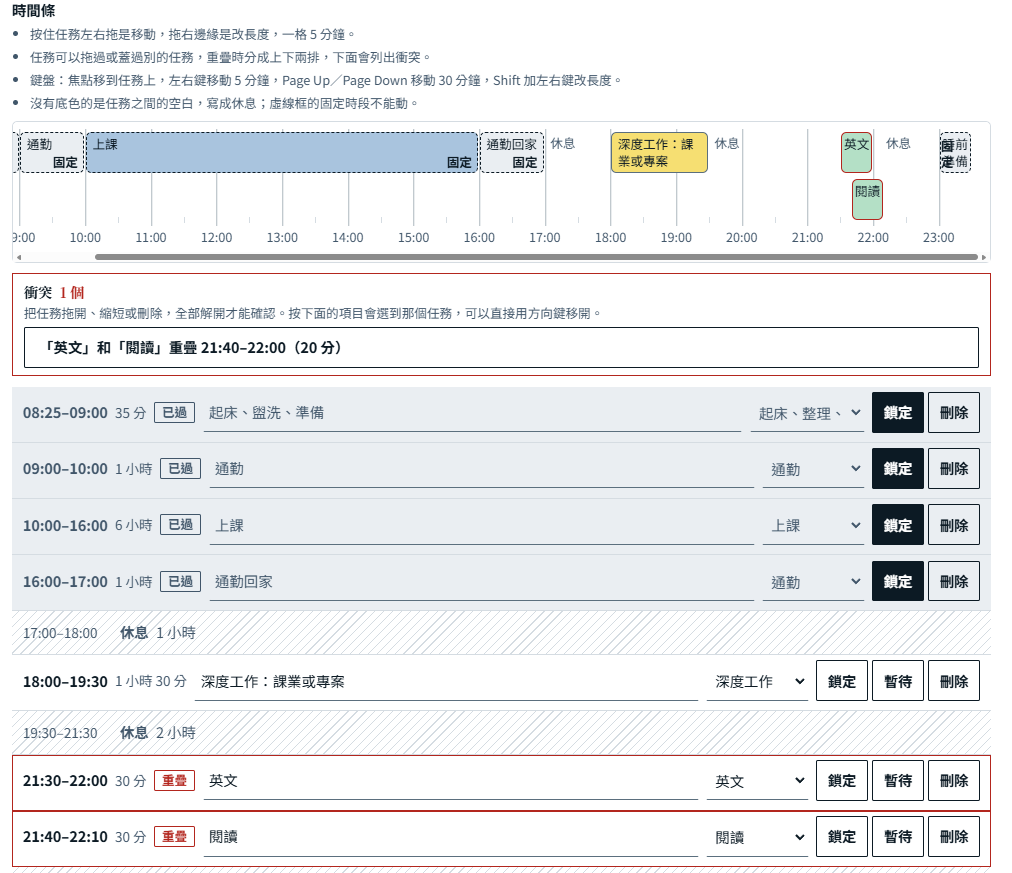 時間條
按住任務左右拖是移動，拖右邊緣是改長度，一格 5 分鐘。
任務可以拖過或蓋過別的任務，重疊時分成上下兩排，下面會列出衝突。
鍵盤：焦點移到任務上，左右鍵移動 5 分鐘，Page Up／Page Down 移動 30 分鐘，Shift 加左右鍵改長度。
沒有底色的是任務之間的空白，寫成休息；虛線框的固定時段不能動。
通勤 固定
上課 固定
通勤回家 固定
休息
深度工作：課
業或專案
休息
英文
閱讀
休息
9:00 10:00 11:00 12:00 13:00 14:00 15:00 16:00 17:00 18:00 19:00 20:00 21:00 22:00 23:00
衝突 1 個
把任務拖開、縮短或刪除，全部解開才能確認。按下面的項目會選到那個任務，可以直接用方向鍵移開。
「英文」和「閱讀」重疊 21:40–22:00（20 分）
08:25–09:00 35 分 已過 起床、盥洗、準備 起床、整理、 鎖定 刪除
09:00–10:00 1 小時 已過 通勤 通勤 鎖定 刪除
10:00–16:00 6 小時 已過 上課 上課 鎖定 刪除
16:00–17:00 1 小時 已過 通勤回家 通勤 鎖定 刪除
17:00–18:00 休息 1 小時
18:00–19:30 1 小時 30 分 深度工作：課業或專案 深度工作 鎖定 暫待 刪除
19:30–21:30 休息 2 小時
21:30–22:00 30 分 重疊 英文 英文 鎖定 暫待 刪除
21:40–22:10 30 分 重疊 閱讀 閱讀 鎖定 暫待 刪除